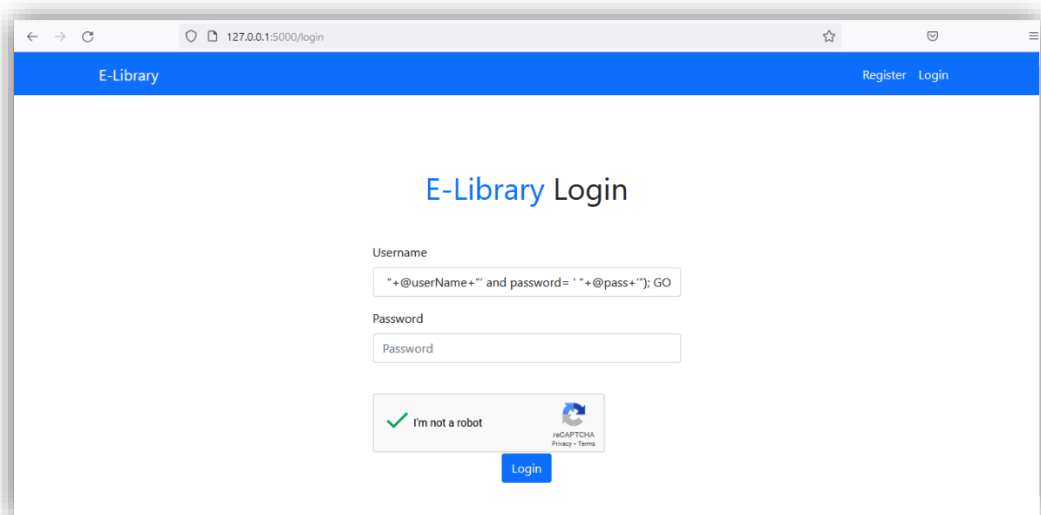 127.0.0.1:5000/login
E-Library
Register Login
E-Library Login
Username
"+@userName+"' and password= ' "+@pass+'"); GO
Password
Password
I'm not a robot
reCAPTCHA
Privacy - Terms
Login